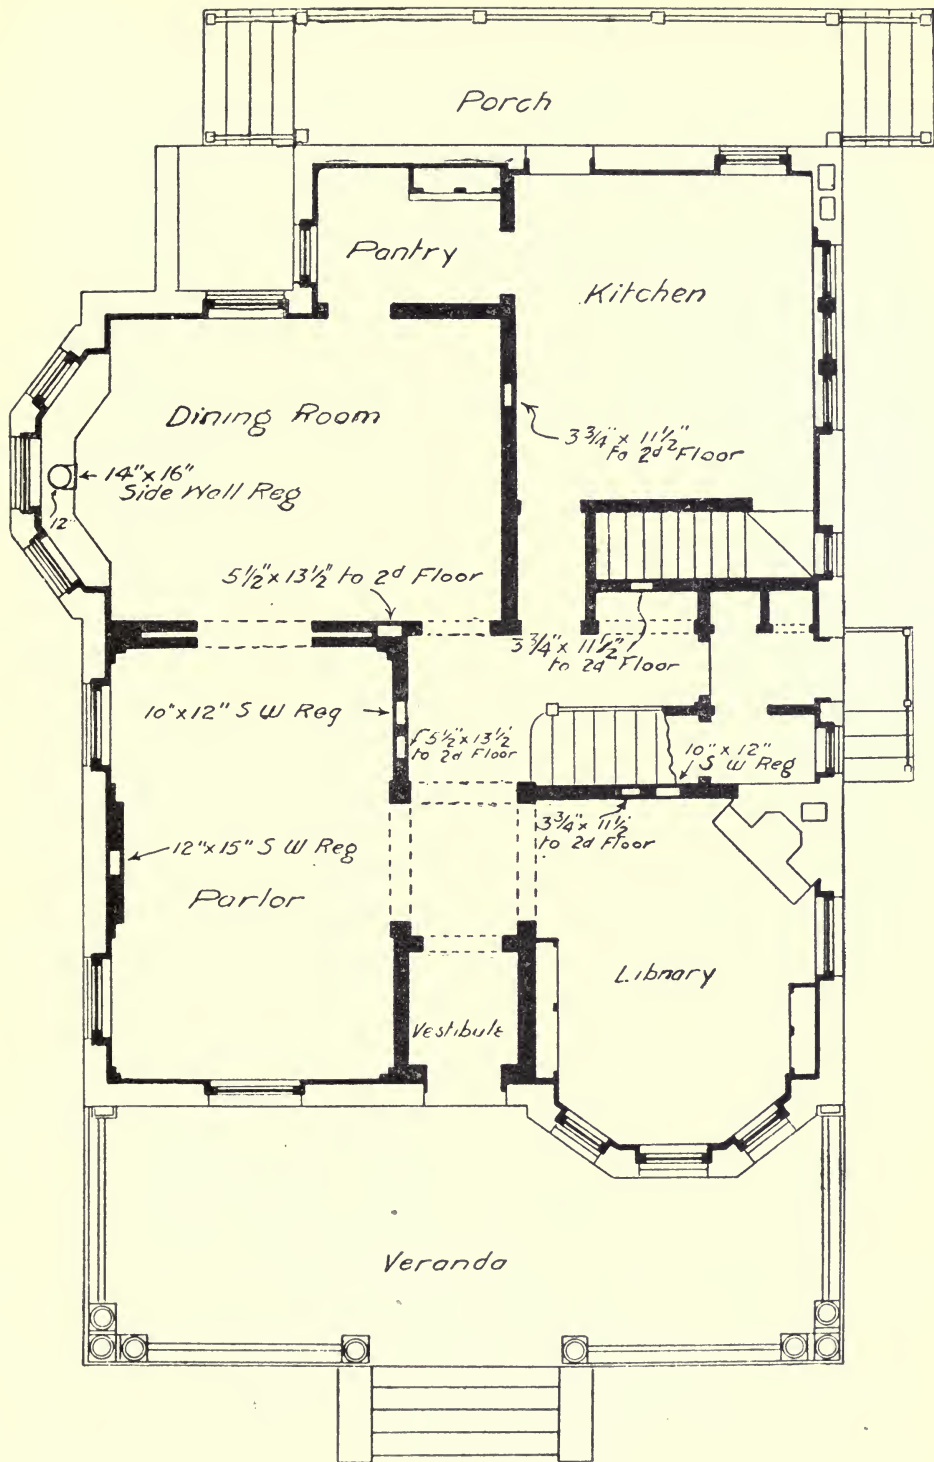 Porch
Pantry
Kitchen
Dining Room
3 3/4" x 11 1/2"
to 2d Floor
14" x 16"
Side Wall Reg
12"
5 1/2" x 13 1/2" to 2d Floor
3 3/4" x 11 1/2"
to 2d Floor
10" x 12" S W Reg
5 1/2" x 13 1/2
to 2d Floor
10" x 12"
S W Reg
3 3/4" x 11 1/2"
to 2d Floor
12" x 15" S W Reg
Parlor
Library
Vestibule
Veranda